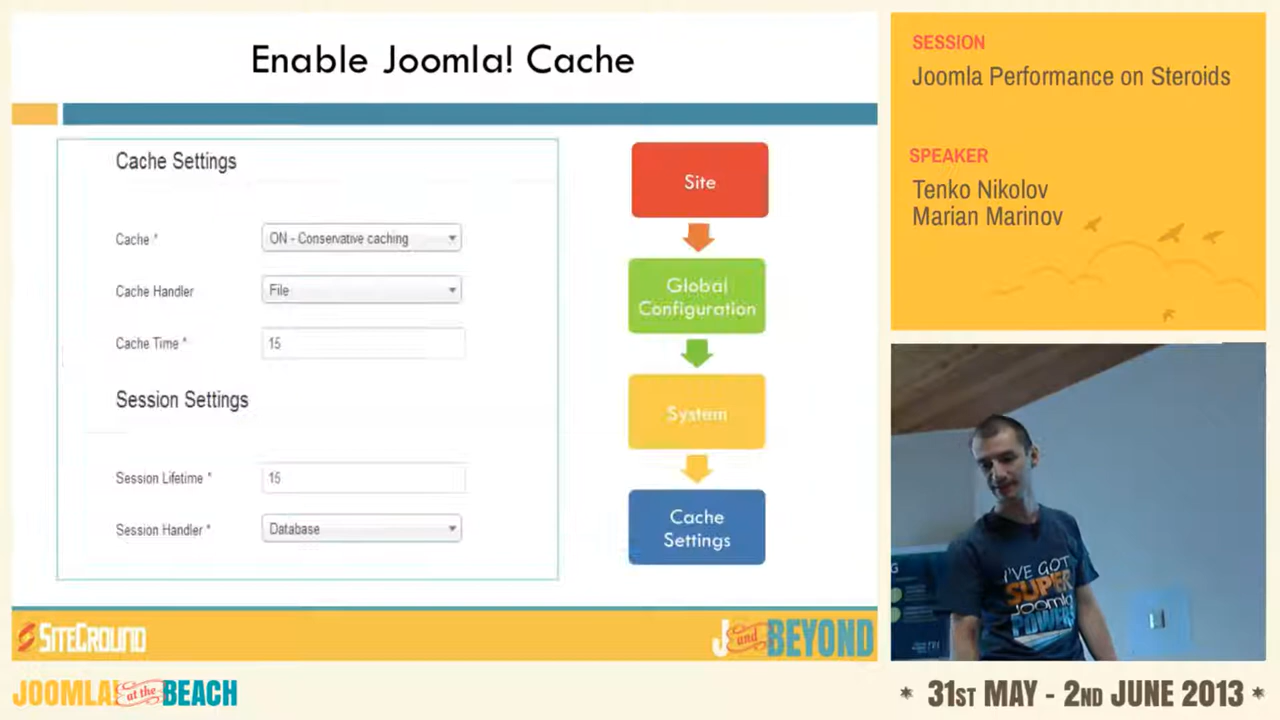 Enable Joomla! Cache
Cache Settings
Cache *
ON - Conservative caching
Cache Handler
File
Cache Time *
15
Session Settings
Session Lifetime *
15
Session Handler *
Database
Site
Global
Configuration
System
Cache
Settings
SITEGROUND
J and BEYOND
SESSION
Joomla Performance on Steroids
SPEAKER
Tenko Nikolov
Marian Marinov
G
I'VE GOT
SUPER
Joomla
POWERS
JOOMLA! at the BEACH
* 31ST MAY - 2ND JUNE 2013 *